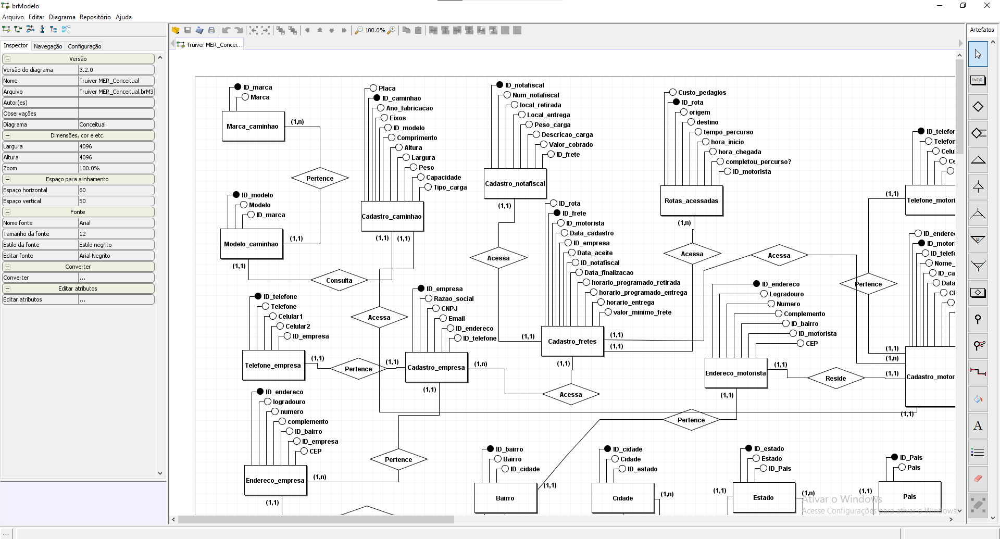 brModelo
Arquivo Editar Diagrama Repositório Ajuda
100.0%
Artefatos
Inspector Navegação Configuração
Truiver MER_Concei...
Versão
Versão do diagrama 3.2.0
Nome Truiver MER_Conceitual
Arquivo Truiver MER_Conceitual.brM3
Autor(es)
Observações
Diagrama Conceitual
Dimensões, cor e etc.
Largura 4096
Altura 4096
Zoom 100.0%
Espaço para alinhamento
Espaço horizontal 60
Espaço vertical 50
Fonte
Nome fonte Arial
Tamanho da fonte 12
Estilo da fonte Estilo negrito
Editar fonte Arial Negrito
Converter
Converter ...
Editar atributos
Editar atributos ...
ID_marca
Marca
Marca_caminhao
(1,n)
Pertence
ID_modelo
Modelo
ID_marca
Modelo_caminhao
(1,1)
(1,1)
Consulta
Placa
ID_caminhao
Ano_fabricacao
Eixos
ID_modelo
Comprimento
Altura
Largura
Peso
Capacidade
Tipo_carga
Cadastro_caminhao
(1,1) (1,1)
Acessa
ID_notafiscal
Num_notafiscal
local_retirada
Local_entrega
Peso_carga
Descricao_carga
Valor_cobrado
ID_frete
Cadastro_notafiscal
(1,1)
Acessa
ID_rota
ID_frete
ID_motorista
Data_cadastro
ID_empresa
Data_aceite
ID_notafiscal
Data_finalizacao
horario_programado_retirada
horario_programado_entrega
horario_entrega
valor_minimo_frete
Cadastro_fretes
(1,1)
(1,1)
(1,1)
(1,1)
Acessa
Custo_pedagios
ID_rota
origem
destino
tempo_percurso
hora_inicio
hora_chegada
completou_percurso?
ID_motorista
Rotas_acessadas
(1,n)
Acessa
Acessa
ID_telefor
Telefon
Celul
Ce
Telefone_motori
(1,1)
Pertence
ID_endereć
ID_motori
ID_telefo
Nome_
ID_ca
Data
CP
(1,1)
(1,n)
(1,1)
Cadastro_motor
(1,1)
ID_endereco
Logradouro
Numero
Complemento
ID_bairro
ID_motorista
CEP
Endereco_motorista
(1,1)
Reside
(1,1)
Pertence
ID_telefone
Telefone
Celular1
Celular2
ID_empresa
Telefone_empresa
(1,1)
Pertence
(1,1)
ID_empresa
Razao_social
CNPJ
Email
ID_endereco
ID_telefone
Cadastro_empresa
(1,n)
(1,1)
ID_endereco
logradouro
numero
complemento
ID_bairro
ID_empresa
CEP
Endereco_empresa
(1,n)
(1,1)
Pertence
ID_bairro
Bairro
ID_cidade
Bairro
(1,1)
ID_cidade
Cidade
ID_estado
Cidade
(1,n)
ID_estado
Estado
ID_Pais
Estado
(1,1)
(1,n)
ID_Pais
Pais
Pais
(1,1)
ENTID
U
U
A
Ativar o Windows
Acesse Configurações para ativar o Windows.
...